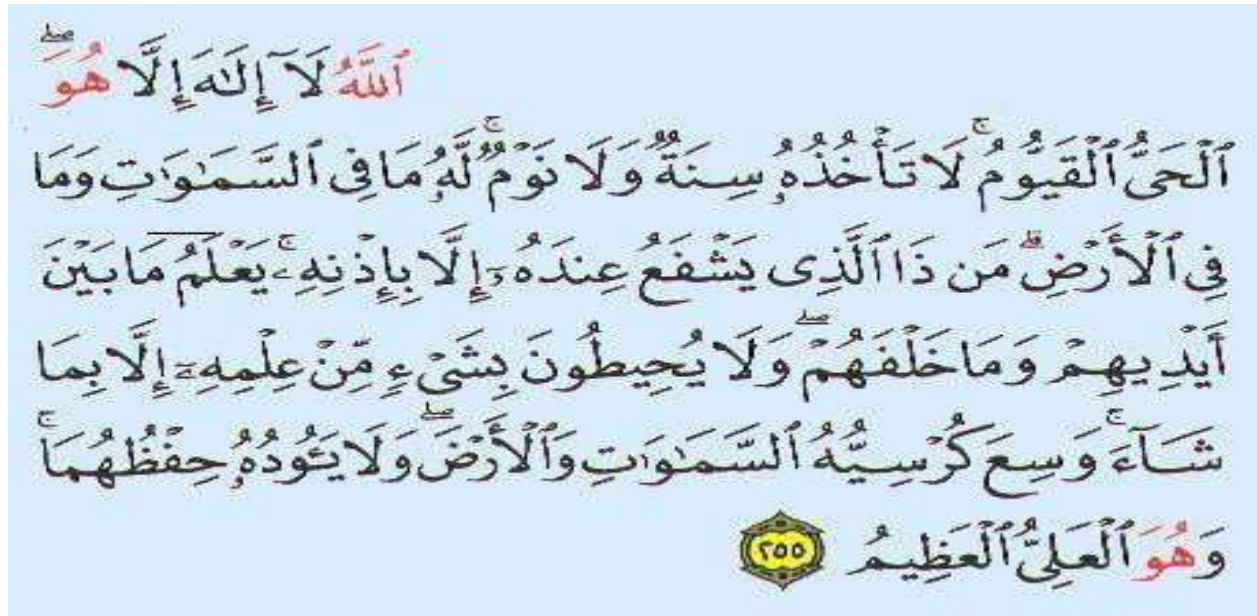 ٱللَّهُ لَآ إِلَـٰهَ إِلَّا هُوَ ۖ
ٱلْحَىُّ ٱلْقَيُّومُ ۚ لَا تَأْخُذُهُۥ سِنَةٌ وَلَا نَوْمٌ ۚ لَّهُۥ مَا فِى ٱلسَّمَـٰوَٰتِ وَمَا
فِى ٱلْأَرْضِ ۗ مَن ذَا ٱلَّذِى يَشْفَعُ عِندَهُۥٓ إِلَّا بِإِذْنِهِۦ ۚ يَعْلَمُ مَا بَيْنَ
أَيْدِيهِمْ وَمَا خَلْفَهُمْ ۖ وَلَا يُحِيطُونَ بِشَىْءٍ مِّنْ عِلْمِهِۦٓ إِلَّا بِمَا
شَآءَ ۚ وَسِعَ كُرْسِيُّهُ ٱلسَّمَـٰوَٰتِ وَٱلْأَرْضَ ۖ وَلَا يَـُٔودُهُۥ حِفْظُهُمَا ۚ
وَهُوَ ٱلْعَلِىُّ ٱلْعَظِيمُ ٢٥٥